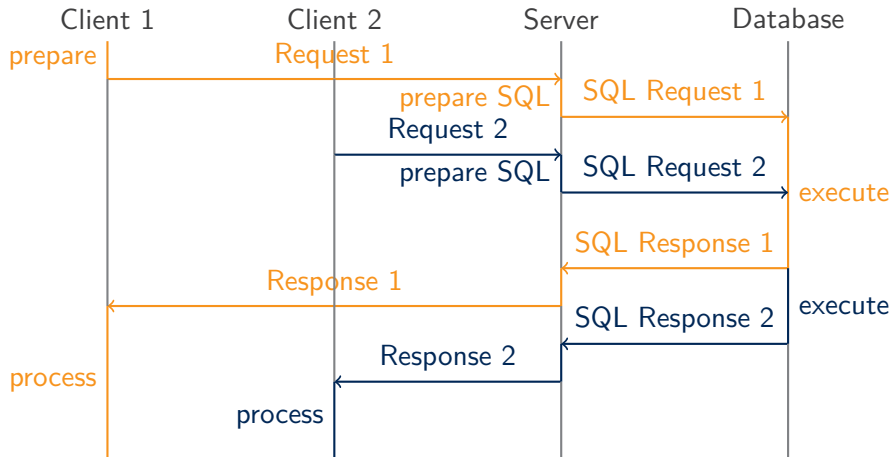 Client 1
Client 2
Server
Database
prepare
Request 1
prepare SQL
SQL Request 1
Request 2
prepare SQL
SQL Request 2
execute
SQL Response 1
Response 1
execute
SQL Response 2
Response 2
process
process